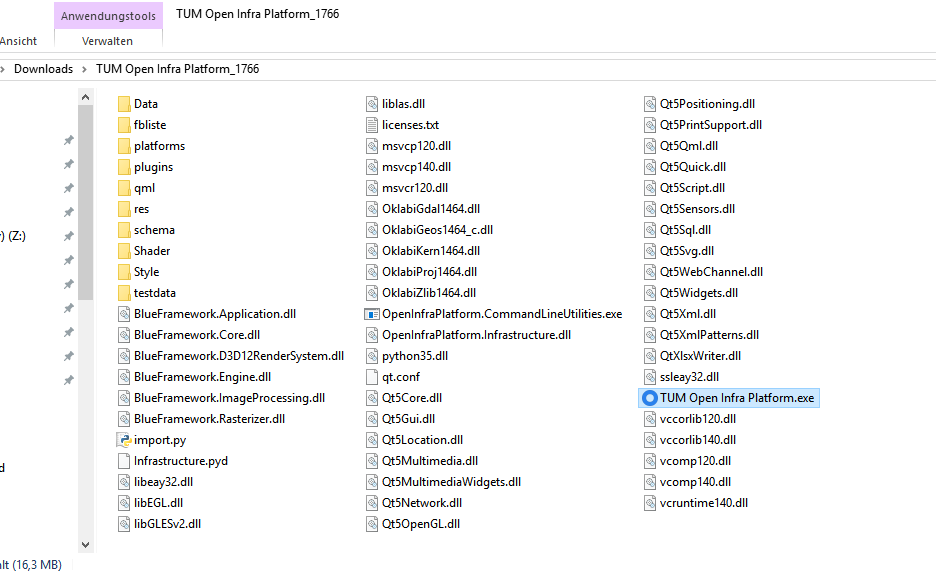 Anwendungstools
TUM Open Infra Platform_1766
Ansicht
Verwalten
Downloads
TUM Open Infra Platform_1766
) (Z:)
d
lt (16,3 MB)
Data
fbliste
platforms
plugins
qml
res
schema
Shader
Style
testdata
BlueFramework.Application.dll
BlueFramework.Core.dll
BlueFramework.D3D12RenderSystem.dll
BlueFramework.Engine.dll
BlueFramework.ImageProcessing.dll
BlueFramework.Rasterizer.dll
import.py
Infrastructure.pyd
libeay32.dll
libEGL.dll
libGLESv2.dll
liblas.dll
licenses.txt
msvcp120.dll
msvcp140.dll
msvcr120.dll
OklabiGdal1464.dll
OklabiGeos1464_c.dll
OklabiKern1464.dll
OklabiProj1464.dll
OklabiZlib1464.dll
OpenInfraPlatform.CommandLineUtilities.exe
OpenInfraPlatform.Infrastructure.dll
python35.dll
qt.conf
Qt5Core.dll
Qt5Gui.dll
Qt5Location.dll
Qt5Multimedia.dll
Qt5MultimediaWidgets.dll
Qt5Network.dll
Qt5OpenGL.dll
Qt5Positioning.dll
Qt5PrintSupport.dll
Qt5Qml.dll
Qt5Quick.dll
Qt5Script.dll
Qt5Sensors.dll
Qt5Sql.dll
Qt5Svg.dll
Qt5WebChannel.dll
Qt5Widgets.dll
Qt5Xml.dll
Qt5XmlPatterns.dll
QtXlsxWriter.dll
ssleay32.dll
TUM Open Infra Platform.exe
vccorlib120.dll
vccorlib140.dll
vcomp120.dll
vcomp140.dll
vcruntime140.dll